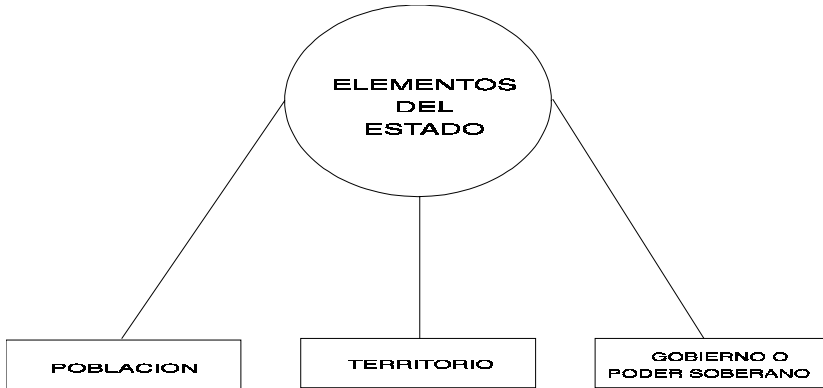 ELEMENTOS
DEL
ESTADO
POBLACION
TERRITORIO
GOBIERNO O
PODER SOBERANO